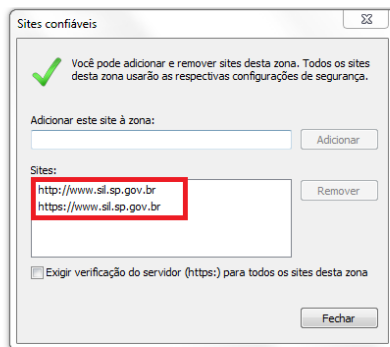 Sites confiáveis
Você pode adicionar e remover sites desta zona. Todos os sites
desta zona usarão as respectivas configurações de segurança.
Adicionar este site à zona:
Adicionar
Sites:
http://www.sil.sp.gov.br
https://www.sil.sp.gov.br
Remover
Exigir verificação do servidor (https:) para todos os sites desta zona
Fechar